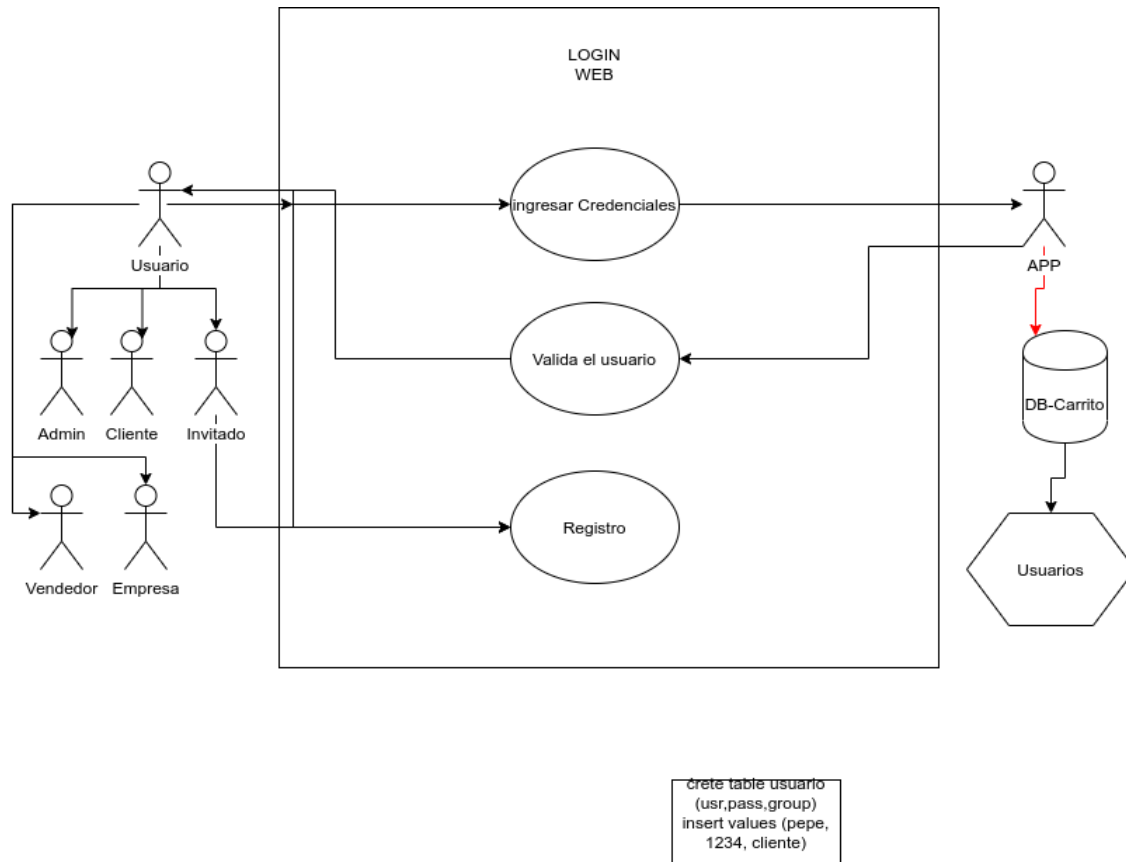 LOGIN
WEB
ingresar Credenciales
Usuario
APP
Valida el usuario
DB-Carrito
Admin
Cliente
Invitado
Registro
Usuarios
Vendedor
Empresa
crete table usuario
(usr,pass,group)
insert values (pepe,
1234, cliente)